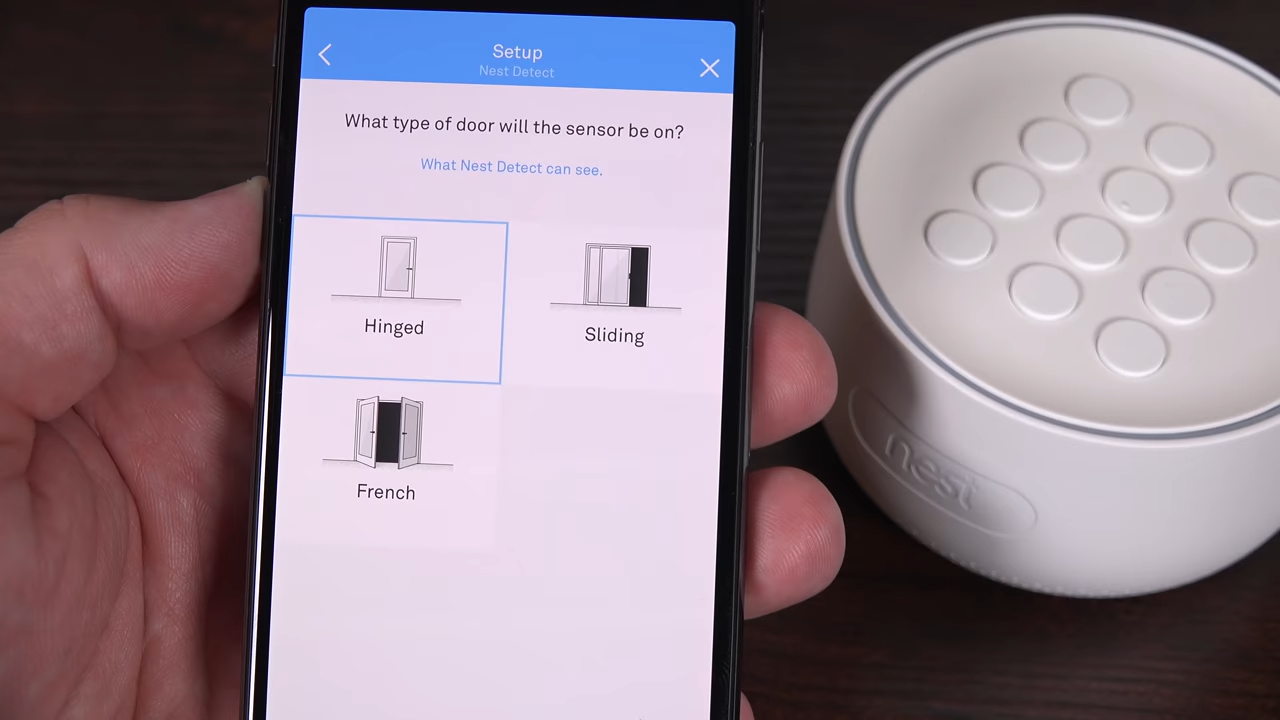 Setup
Nest Detect
What type of door will the sensor be on?
What Nest Detect can see.
Hinged
Sliding
French
nest